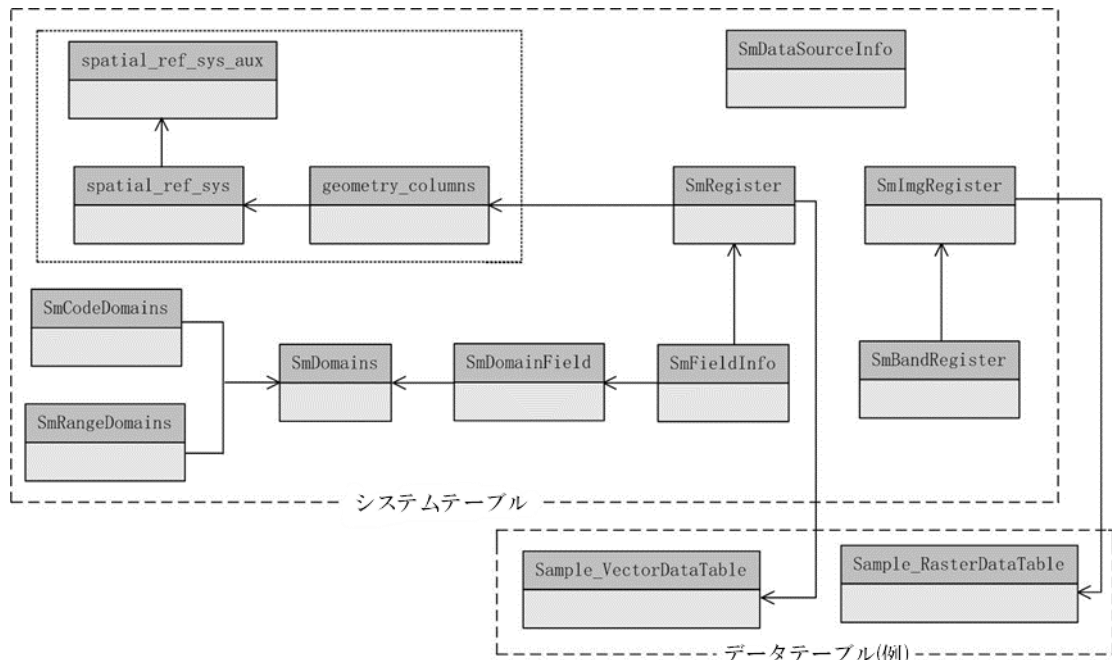 spatial_ref_sys_aux
SmDataSourceInfo
spatial_ref_sys
geometry_columns
SmRegister
SmImgRegister
SmCodeDomains
SmDomains
SmDomainField
SmFieldInfo
SmBandRegister
SmRangeDomains
システムテーブル
Sample_VectorDataTable
Sample_RasterDataTable
データテーブル(例)